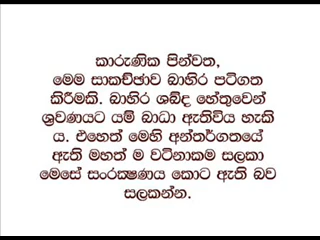 කාරුණික පින්වත,
මෙම සාකච්ඡාව බාහිර පටිගත
කිරීමකි. බාහිර ශබ්ද හේතුවෙන්
ශ්‍රවණයට යම් බාධා ඇතිවිය හැකි
ය. එහෙත් මෙහි අන්තර්ගතයේ
ඇති මහත් ම වටිනාකම සලකා
මෙසේ සංරක්‍ෂණය කොට ඇති බව
සලකන්න.